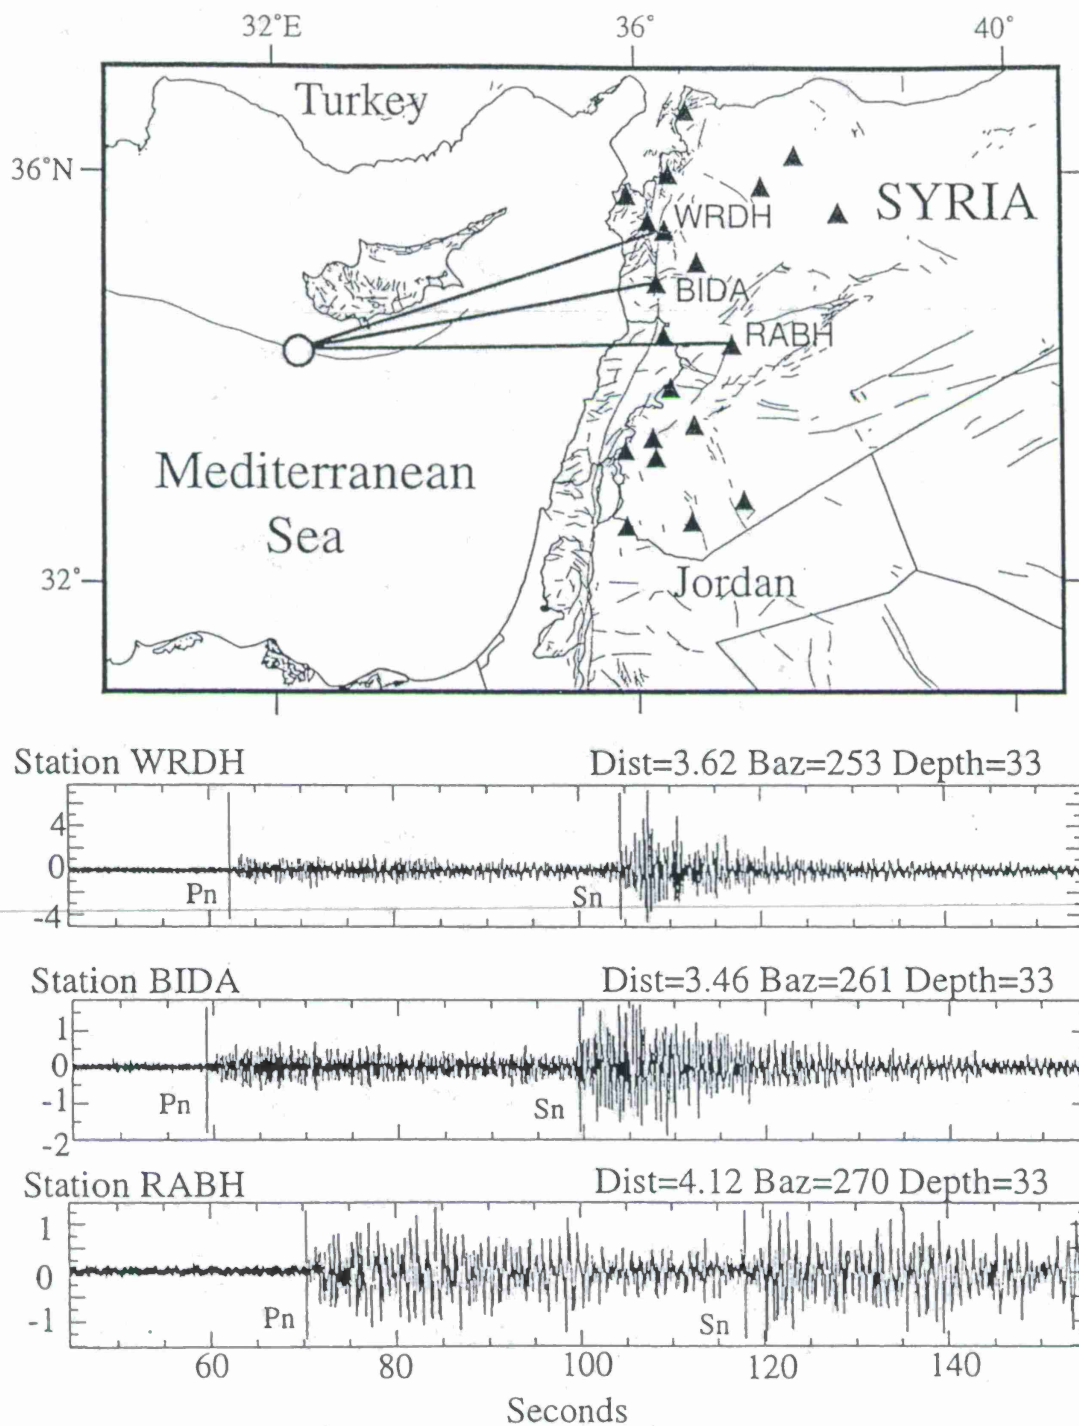 32°E 36° 40°
Turkey
36°N
SYRIA
WRDH
BIDA
RABH
Mediterranean
Sea
32°
Jordan
Station WRDH Dist=3.62 Baz=253 Depth=33
4
0
-4
Pn Sn
Station BIDA Dist=3.46 Baz=261 Depth=33
1
0
-1
-2
Pn Sn
Station RABH Dist=4.12 Baz=270 Depth=33
1
0
-1
Pn Sn
60 80 100 120 140
Seconds